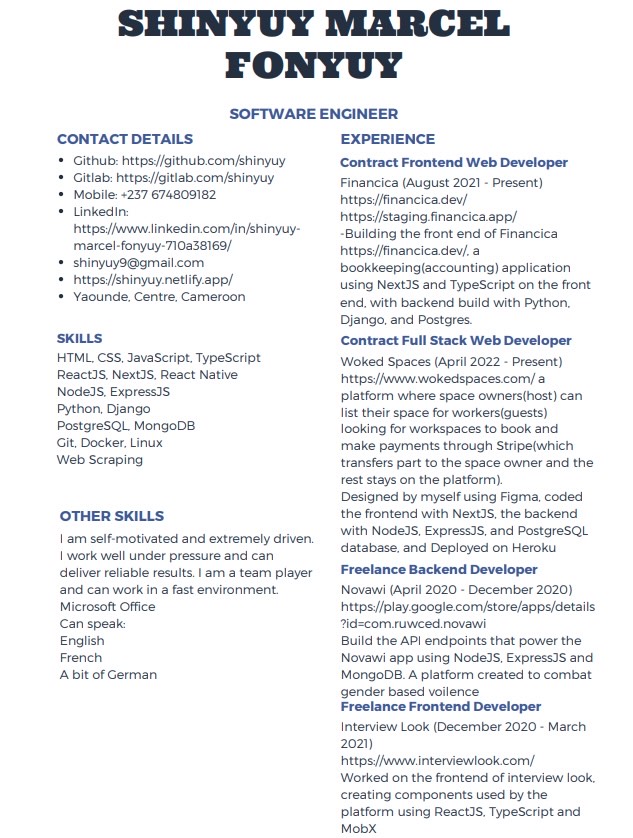 SHINYUY MARCEL
FONYUY
SOFTWARE ENGINEER
CONTACT DETAILS
• Github: https://github.com/shinyuy
• Gitlab: https://gitlab.com/shinyuy
• Mobile: +237 674809182
• LinkedIn:
https://www.linkedin.com/in/shinyuy-
marcel-fonyuy-710a38169/
• shinyuy9@gmail.com
• https://shinyuy.netlify.app/
• Yaounde, Centre, Cameroon
SKILLS
HTML, CSS, JavaScript, TypeScript
ReactJS, NextJS, React Native
NodeJS, ExpressJS
Python, Django
PostgreSQL, MongoDB
Git, Docker, Linux
Web Scraping
OTHER SKILLS
I am self-motivated and extremely driven.
I work well under pressure and can
deliver reliable results. I am a team player
and can work in a fast environment.
Microsoft Office
Can speak:
English
French
A bit of German
EXPERIENCE
Contract Frontend Web Developer
Financica (August 2021 - Present)
https://financica.dev/
https://staging.financica.app/
-Building the front end of Financica
https://financica.dev/, a
bookkeeping(accounting) application
using NextJS and TypeScript on the front
end, with backend build with Python,
Django, and Postgres.
Contract Full Stack Web Developer
Woked Spaces (April 2022 - Present)
https://www.wokedspaces.com/ a
platform where space owners(host) can
list their space for workers(guests)
looking for workspaces to book and
make payments through Stripe(which
transfers part to the space owner and the
rest stays on the platform).
Designed by myself using Figma, coded
the frontend with NextJS, the backend
with NodeJS, ExpressJS, and PostgreSQL
database, and Deployed on Heroku
Freelance Backend Developer
Novawi (April 2020 - December 2020)
https://play.google.com/store/apps/details
?id=com.ruwced.novawi
Build the API endpoints that power the
Novawi app using NodeJS, ExpressJS and
MongoDB. A platform created to combat
gender based voilence
Freelance Frontend Developer
Interview Look (December 2020 - March
2021)
https://www.interviewlook.com/
Worked on the frontend of interview look,
creating components used by the
platform using ReactJS, TypeScript and
MobX